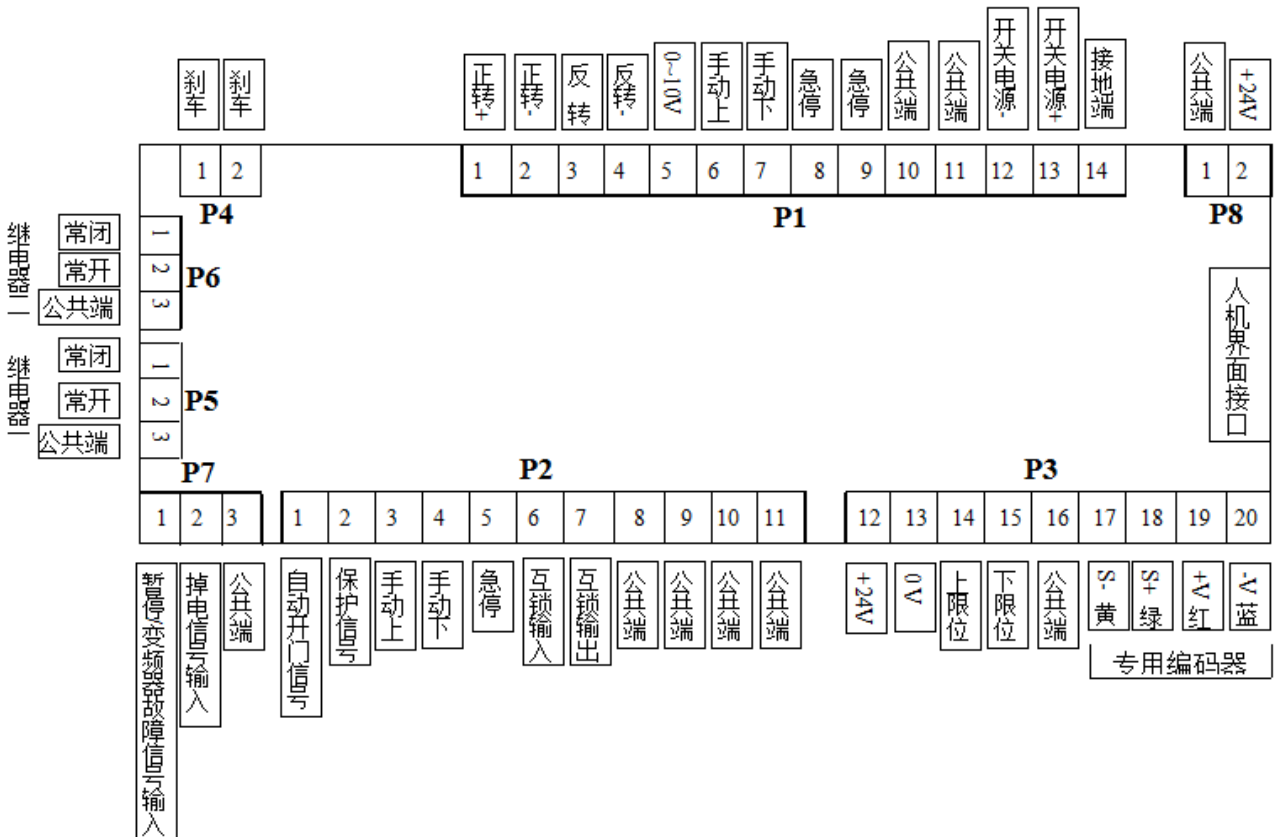 刹车
刹车
正转+
正转-
反转
反转-
0~10V
手动上
手动下
急停
急停
公共端
公共端
开关电源-
开关电源+
接地端
公共端
+24V
1 2
1 2 3 4 5 6 7 8 9 10 11 12 13 14
1 2
P4
P1
P8
继电器二
常闭
常开
公共端
1
2
3
P6
人机界面接口
继电器一
常闭
常开
公共端
1
2
3
P5
P7
P2
P3
1 2 3
1 2 3 4 5 6 7 8 9 10 11
12 13 14 15 16 17 18 19 20
暂停变频器故障信号输入
掉电信号输入
公共端
自动开门信号
保护信号
手动上
手动下
急停
互锁输入
互锁输出
公共端
公共端
公共端
公共端
+24V
0V
上限位
下限位
公共端
S-黄
S+绿
+V红
-V蓝
专用编码器